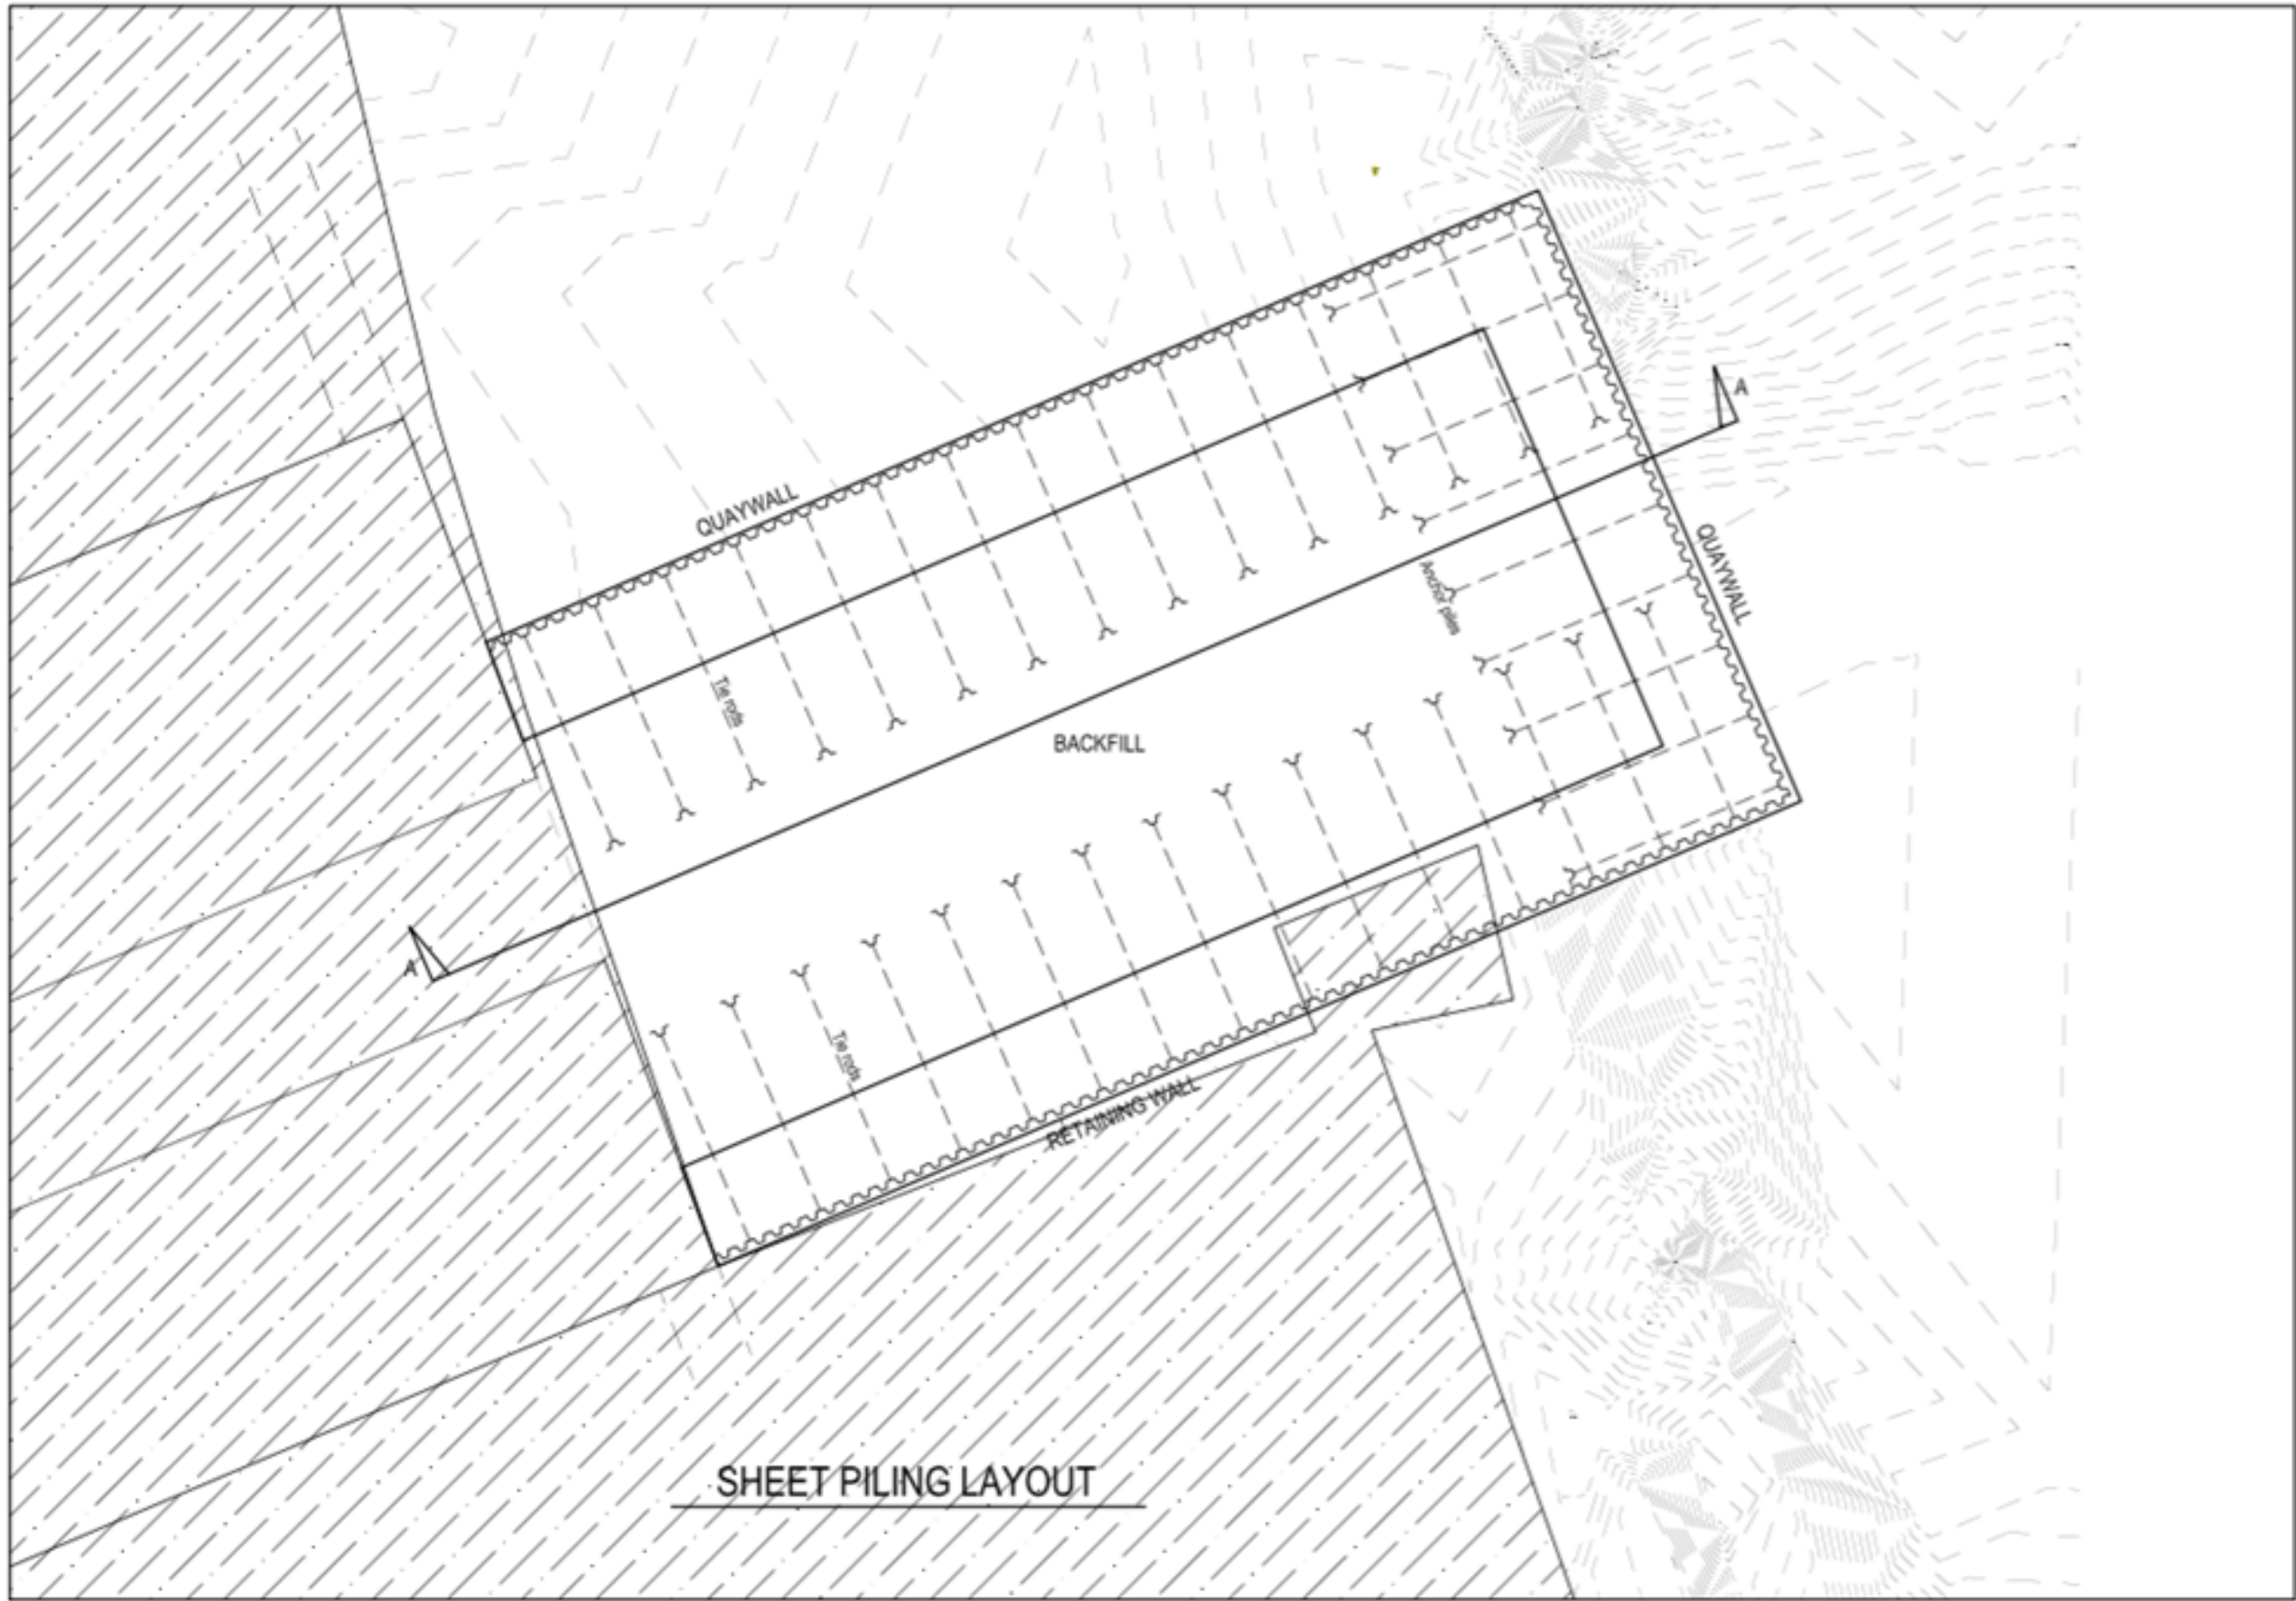 QUAYWALL
A
QUAYWALL
Anchor piles
Tie rods
BACKFILL
A
Tie rods
RETAINING WALL
SHEET PILING LAYOUT